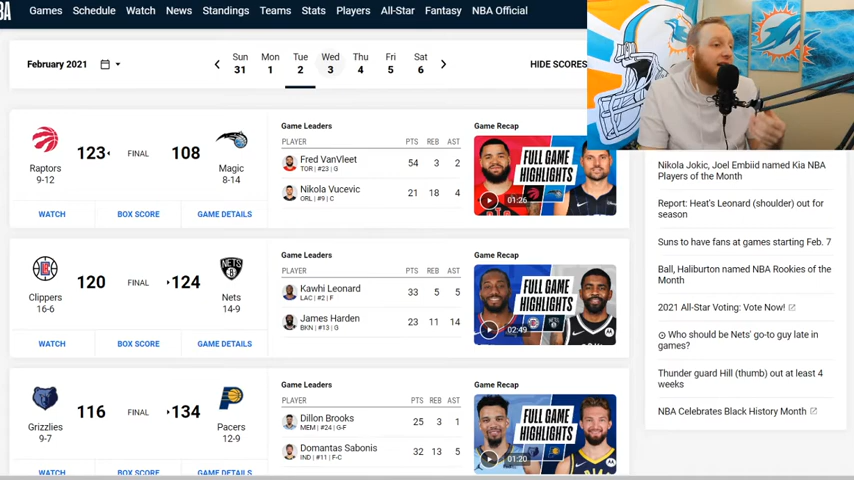 BA Games Schedule Watch News Standings Teams Stats Players All-Star Fantasy NBA Official
February 2021
Sun Mon Tue Wed Thu Fri Sat
31 1 2 3 4 5 6
HIDE SCORES
Raptors
9-12
123
FINAL
108
Magic
8-14
WATCH BOX SCORE GAME DETAILS
Game Leaders
PLAYER PTS REB AST
Fred VanVleet 54 3 2
TOR | #23 | G
Nikola Vucevic 21 18 4
ORL | #9 | C
Game Recap
FULL GAME
HIGHLIGHTS
01:26
Clippers
16-6
120
FINAL
124
NETS
Nets
14-9
WATCH BOX SCORE GAME DETAILS
Game Leaders
PLAYER PTS REB AST
Kawhi Leonard 33 5 5
LAC | #2 | F
James Harden 23 11 14
BKN | #13 | G
Game Recap
FULL GAME
HIGHLIGHTS
02:49
Grizzlies
9-7
116
FINAL
134
Pacers
12-9
WATCH BOX SCORE GAME DETAILS
Game Leaders
PLAYER PTS REB AST
Dillon Brooks 25 3 1
MEM | #24 | G-F
Domantas Sabonis 32 13 5
IND | #11 | F-C
Game Recap
FULL GAME
HIGHLIGHTS
01:20
Nikola Jokic, Joel Embiid named Kia NBA
Players of the Month
Report: Heat's Leonard (shoulder) out for
season
Suns to have fans at games starting Feb. 7
Ball, Haliburton named NBA Rookies of the
Month
2021 All-Star Voting: Vote Now!
Who should be Nets' go-to guy late in
games?
Thunder guard Hill (thumb) out at least 4
weeks
NBA Celebrates Black History Month